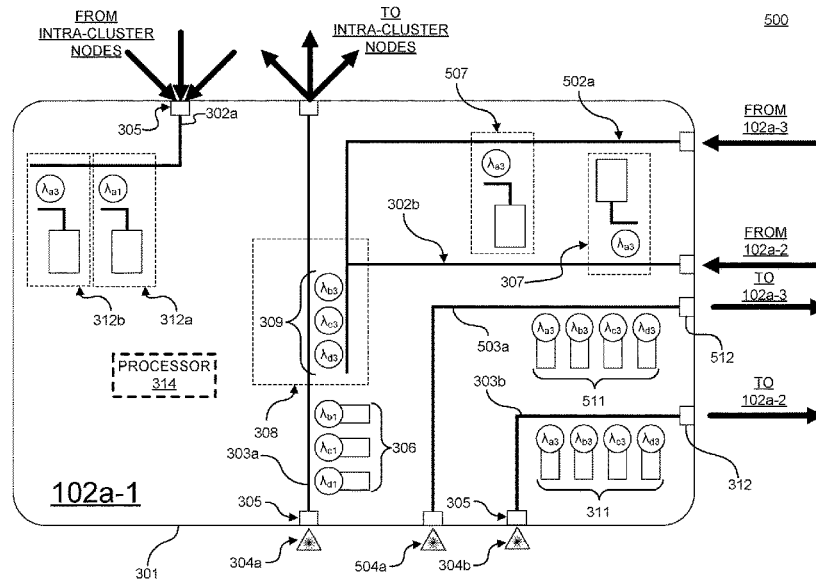 FROM
INTRA-CLUSTER
NODES
TO
INTRA-CLUSTER
NODES
500
305
302a
507
502a
FROM
102a-3
λa3
λa1
λa3
λa3
302b
307
FROM
102a-2
TO
102a-3
312b
312a
309
λb3
λc3
λd3
503a
λa3
λb3
λc3
λd3
512
511
PROCESSOR
314
308
303b
TO
102a-2
λb1
λc1
λd1
306
303a
λa3
λb3
λc3
λd3
312
311
102a-1
305
305
301
304a
504a
304b